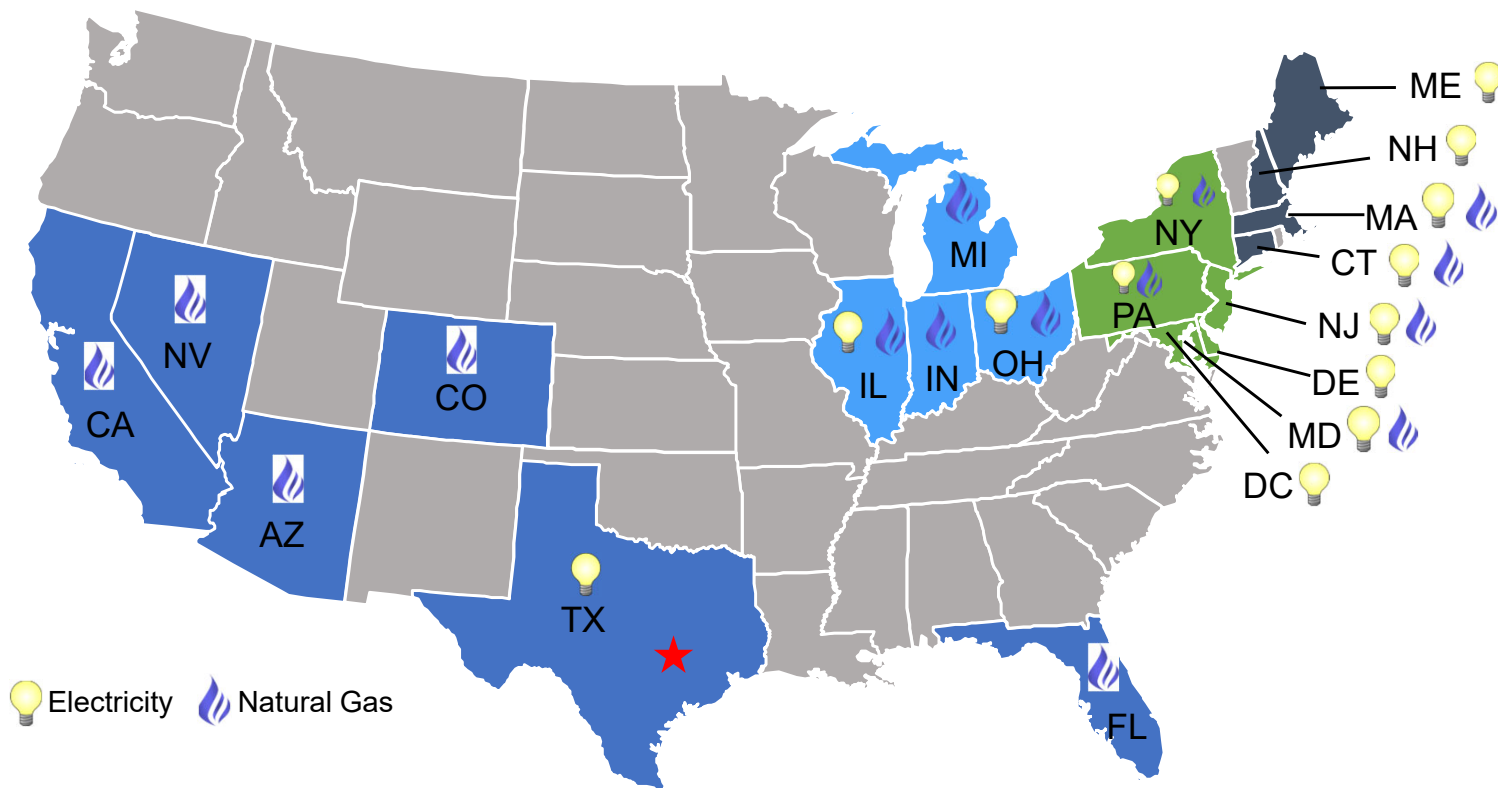 ME
NH
MA
NY
CT
MI
PA
NJ
NV
OH
IL
IN
DE
CO
CA
MD
DC
AZ
TX
Electricity
Natural Gas
FL